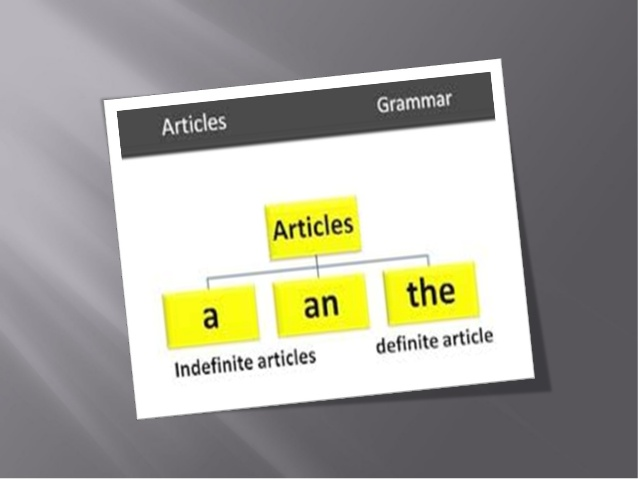 Articles Grammar
Articles
a an the
Indefinite articles definite article